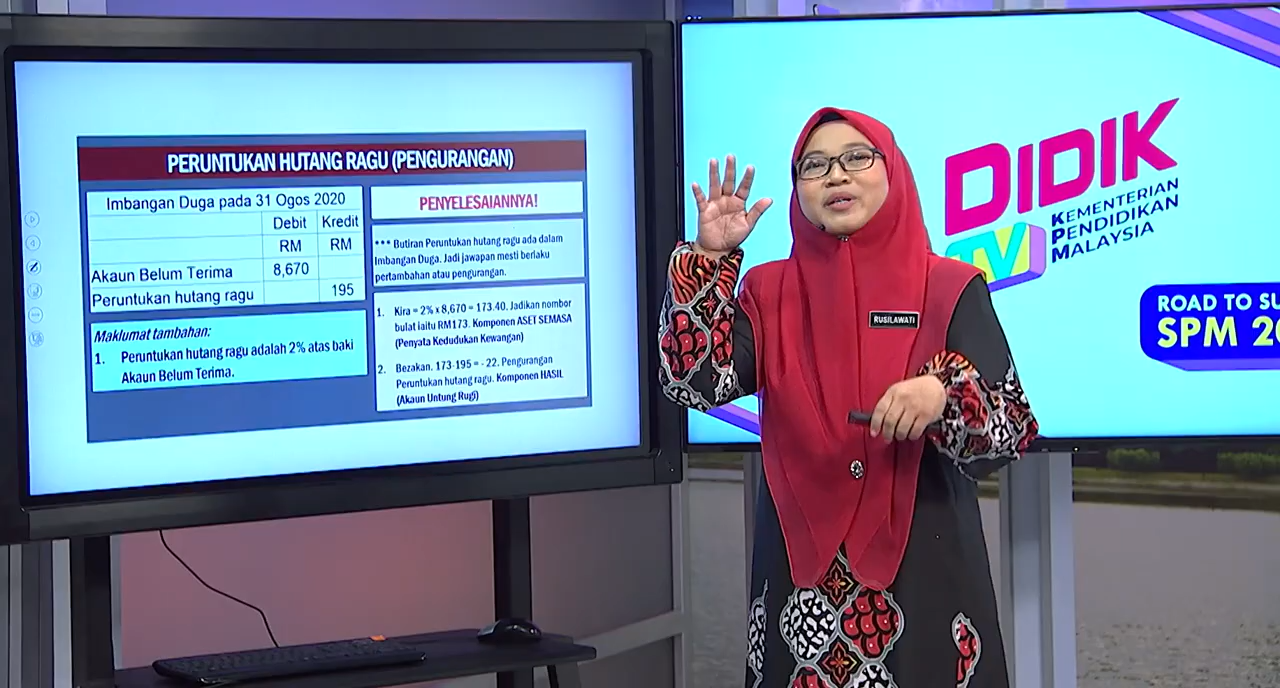 PERUNTUKAN HUTANG RAGU (PENGURANGAN)
Imbangan Duga pada 31 Ogos 2020
Debit Kredit
RM RM
Akaun Belum Terima 8,670
Peruntukan hutang ragu 195
Maklumat tambahan:
1. Peruntukan hutang ragu adalah 2% atas baki
Akaun Belum Terima.
PENYELESAIANNYA!
*** Butiran Peruntukan hutang ragu ada dalam
Imbangan Duga. Jadi jawapan mesti berlaku
pertambahan atau pengurangan.
1. Kira = 2% x 8,670 = 173.40. Jadikan nombor
bulat iaitu RM173. Komponen ASET SEMASA
(Penyata Kedudukan Kewangan)
2. Bezakan. 173-195 = - 22. Pengurangan
Peruntukan hutang ragu. Komponen HASIL
(Akaun Untung Rugi)
DIDIK
TV
KEMENTERIAN
PENDIDIKAN
MALAYSIA
ROAD TO SU
SPM 20
RUSILAWATI